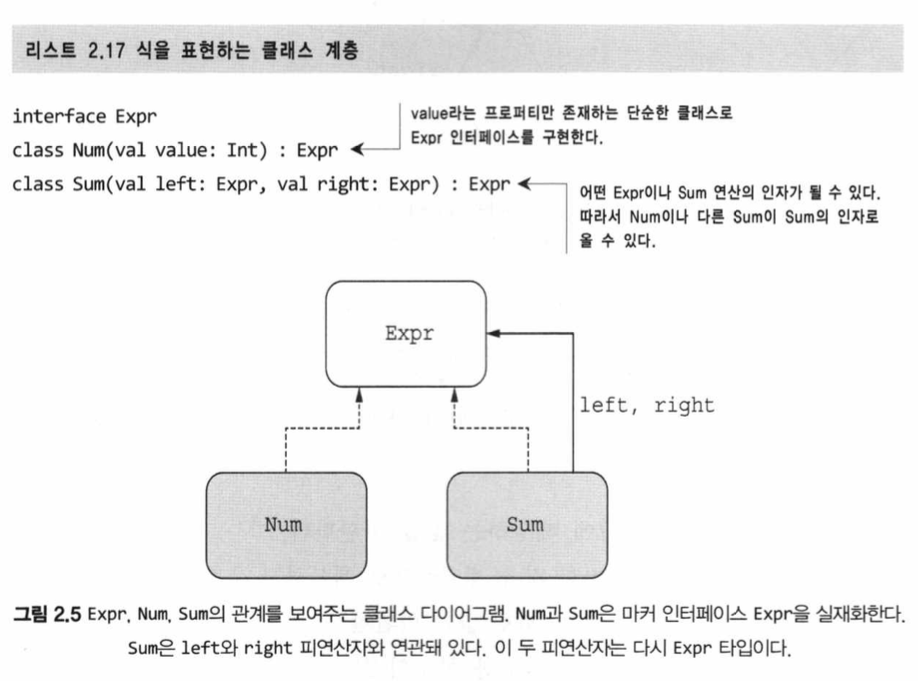 리스트 2.17 식을 표현하는 클래스 계층
interface Expr
class Num(val value: Int) : Expr
value라는 프로퍼티만 존재하는 단순한 클래스로
Expr 인터페이스를 구현한다.
class Sum(val left: Expr, val right: Expr) : Expr
어떤 Expr이나 Sum 연산의 인자가 될 수 있다.
따라서 Num이나 다른 Sum이 Sum의 인자로
올 수 있다.
Expr
left, right
Num
Sum
그림 2.5 Expr, Num, Sum의 관계를 보여주는 클래스 다이어그램. Num과 Sum은 마커 인터페이스 Expr을 실재화한다.
Sum은 left와 right 피연산자와 연관돼 있다. 이 두 피연산자는 다시 Expr 타입이다.